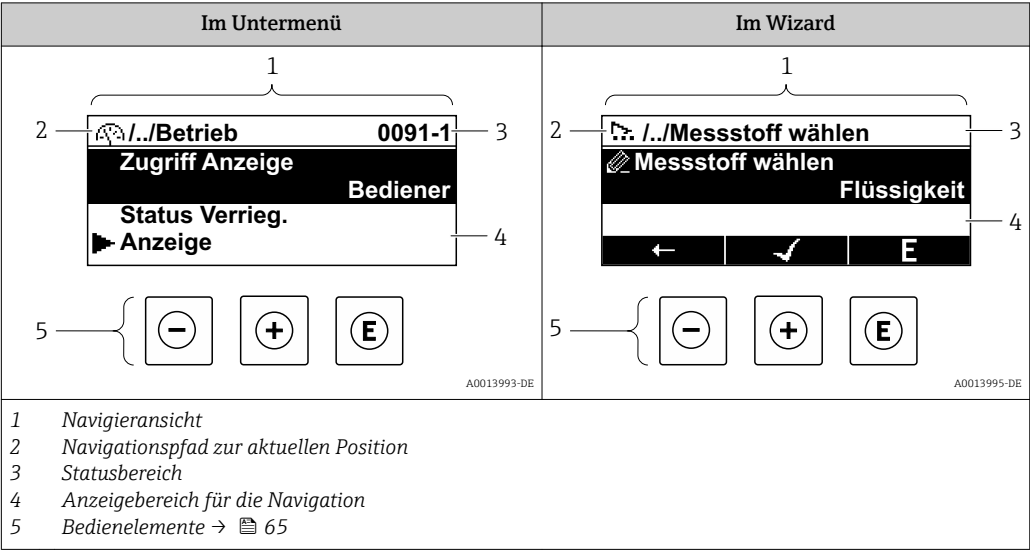 Im Untermenü
Im Wizard
1
2
/../Betrieb 0091-1
3
Zugriff Anzeige
Bediener
Status Verrieg.
Anzeige
4
5
E
A0013993-DE
1
2
/../Messstoff wählen
3
Messstoff wählen
Flüssigkeit
4
E
5
E
A0013995-DE
1 Navigieransicht
2 Navigationspfad zur aktuellen Position
3 Statusbereich
4 Anzeigebereich für die Navigation
5 Bedienelemente → 65